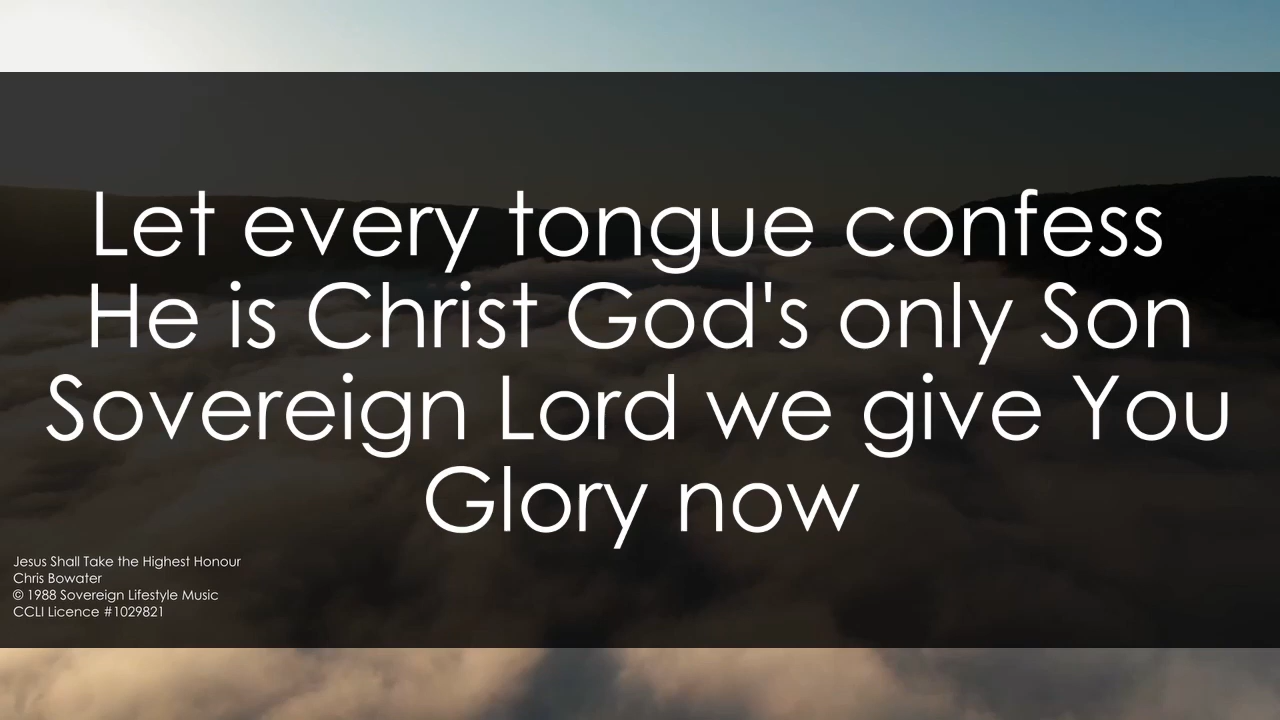 Let every tongue confess
He is Christ God's only Son
Sovereign Lord we give You
Glory now
Jesus Shall Take the Highest Honour
Chris Bowater
© 1988 Sovereign Lifestyle Music
CCLI Licence #1029821